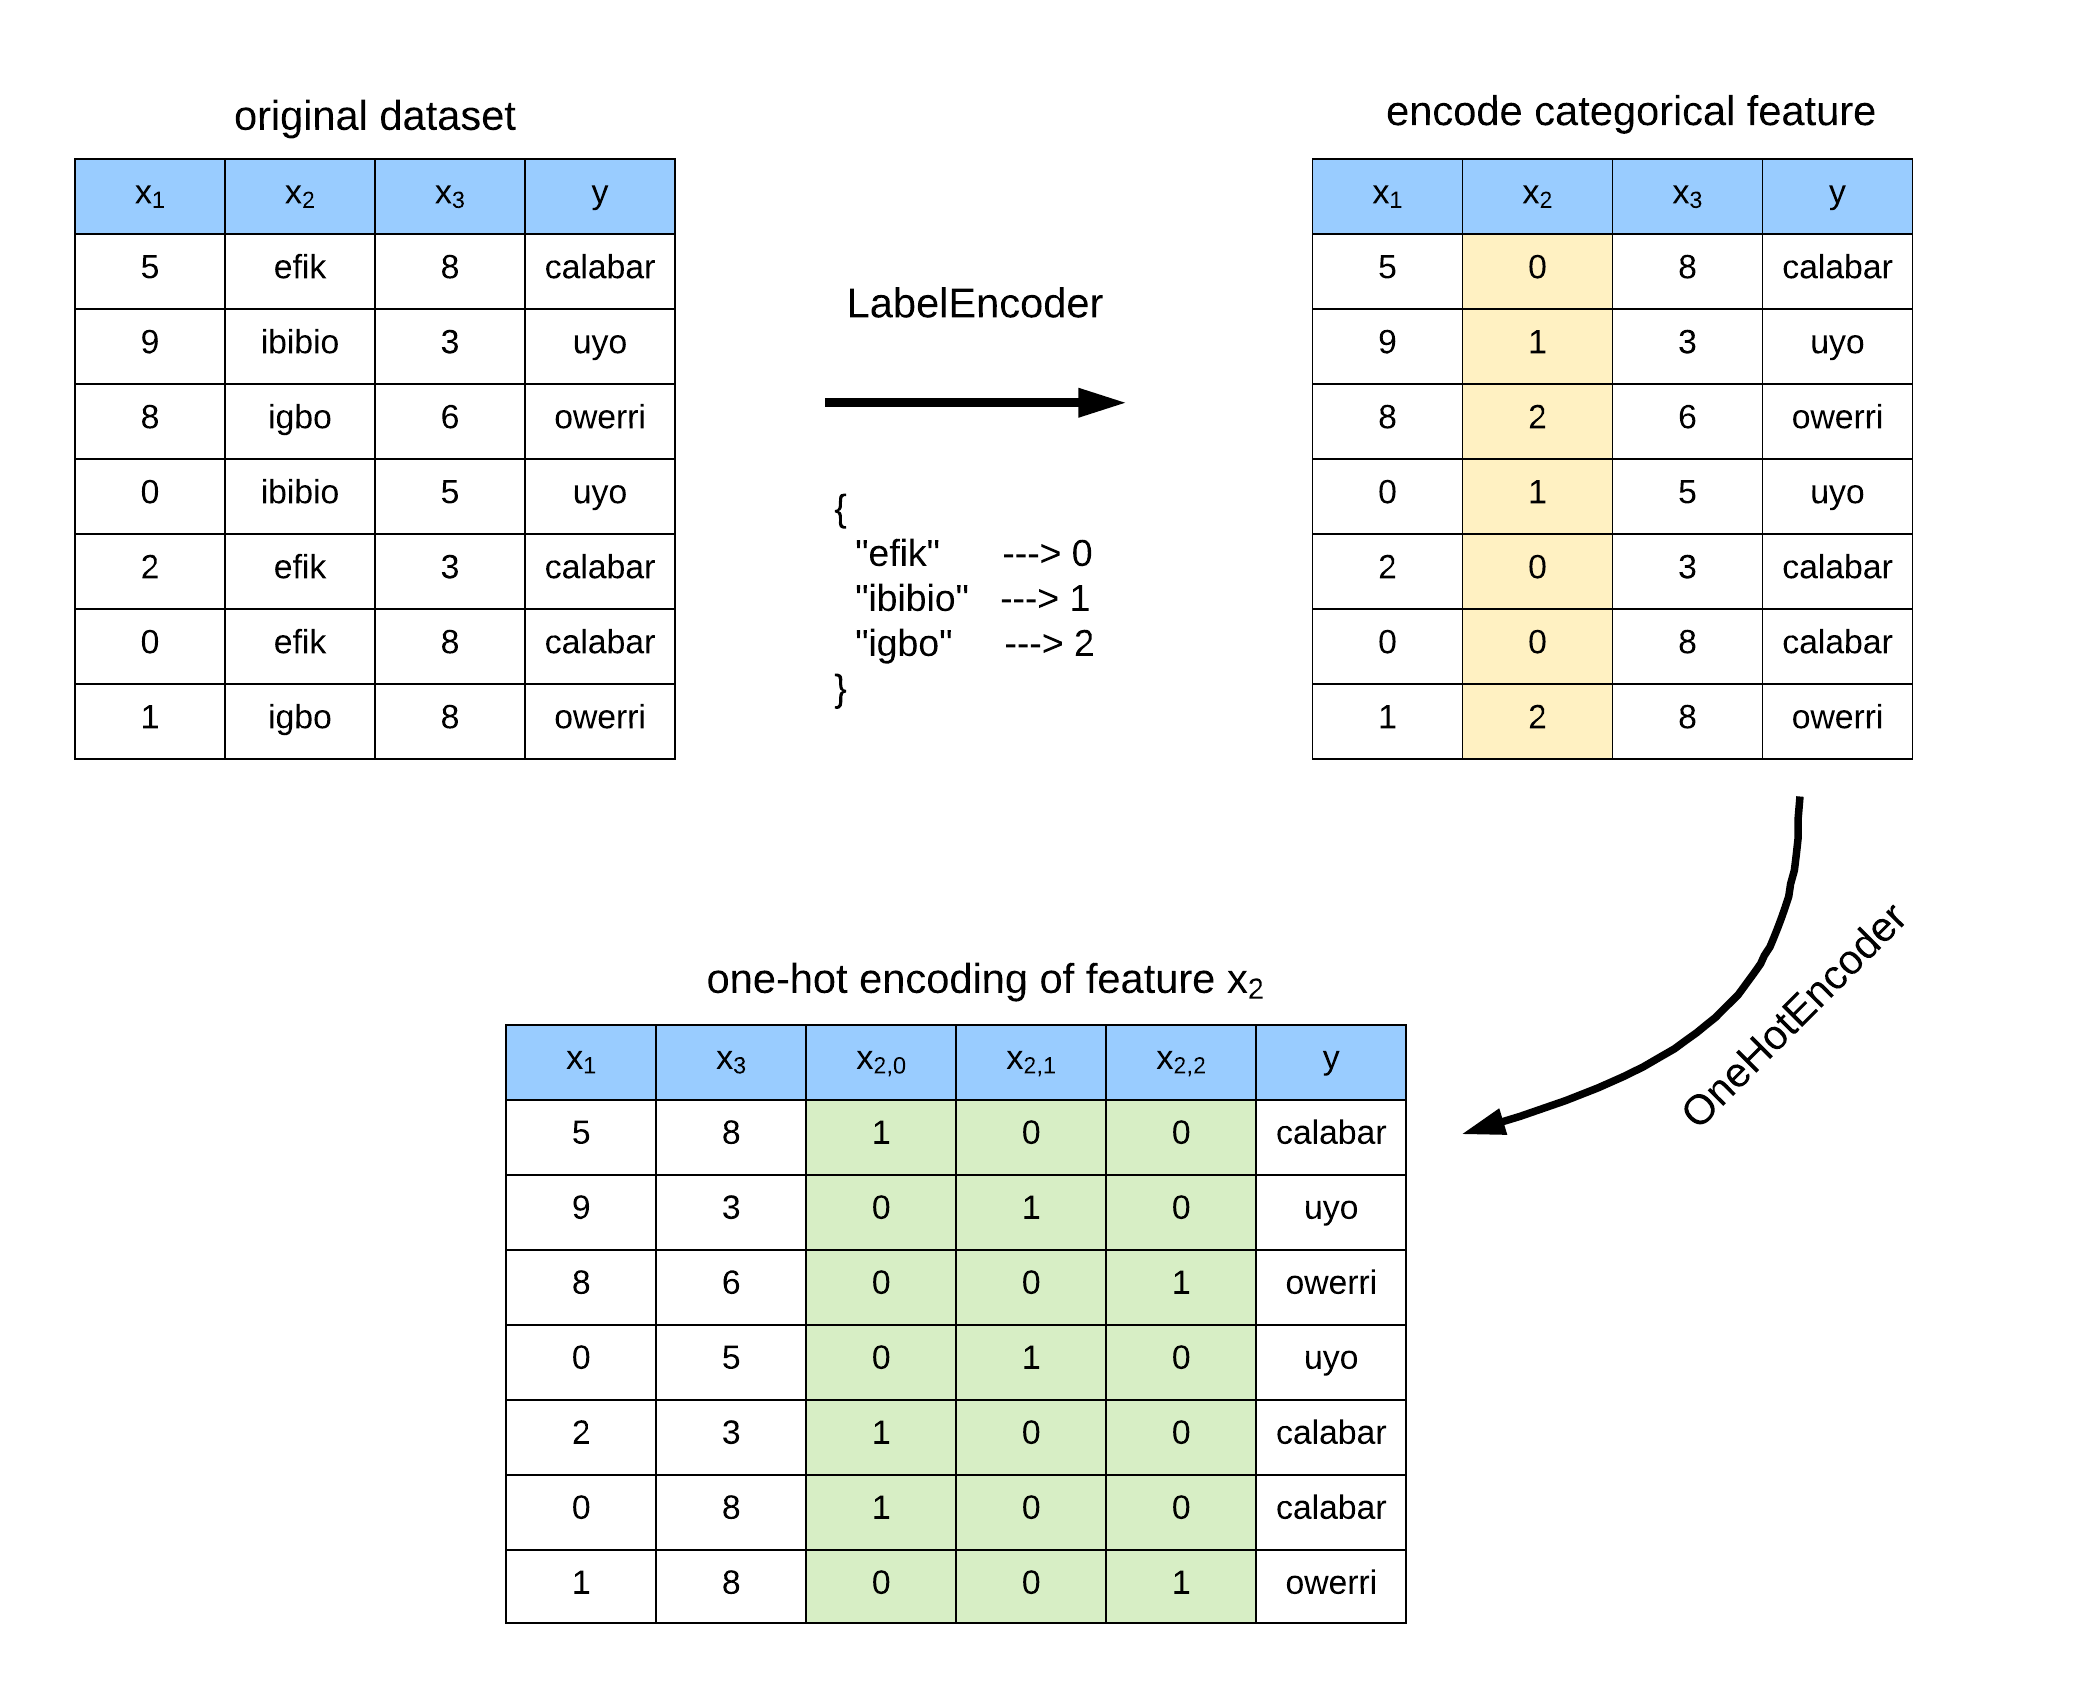 original dataset
x1 x2 x3 y
5 efik 8 calabar
9 ibibio 3 uyo
8 igbo 6 owerri
0 ibibio 5 uyo
2 efik 3 calabar
0 efik 8 calabar
1 igbo 8 owerri
LabelEncoder
{
"efik" ---> 0
"ibibio" ---> 1
"igbo" ---> 2
}
encode categorical feature
x1 x2 x3 y
5 0 8 calabar
9 1 3 uyo
8 2 6 owerri
0 1 5 uyo
2 0 3 calabar
0 0 8 calabar
1 2 8 owerri
OneHotEncoder
one-hot encoding of feature x2
x1 x3 x2,0 x2,1 x2,2 y
5 8 1 0 0 calabar
9 3 0 1 0 uyo
8 6 0 0 1 owerri
0 5 0 1 0 uyo
2 3 1 0 0 calabar
0 8 1 0 0 calabar
1 8 0 0 1 owerri